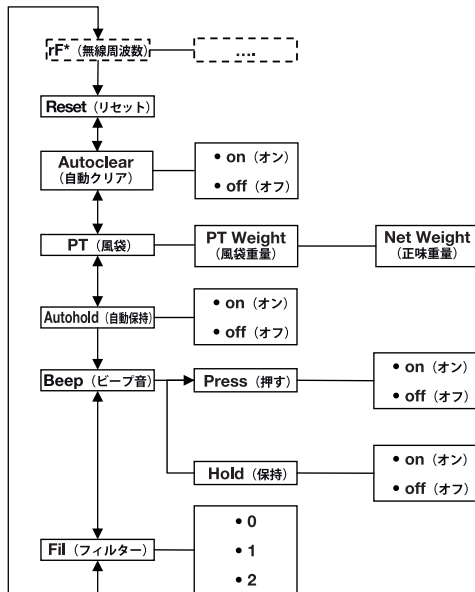 rF* （無線周波数）
....
Reset（リセット）
Autoclear
（自動クリア）
• on（オン）
• off（オフ）
PT（風袋）
PT Weight
（風袋重量）
Net Weight
（正味重量）
Autohold（自動保持）
• on（オン）
• off（オフ）
Beep（ビープ音）
Press（押す）
• on（オン）
• off（オフ）
Hold（保持）
• on（オン）
• off（オフ）
Fil（フィルター）
• 0
• 1
• 2